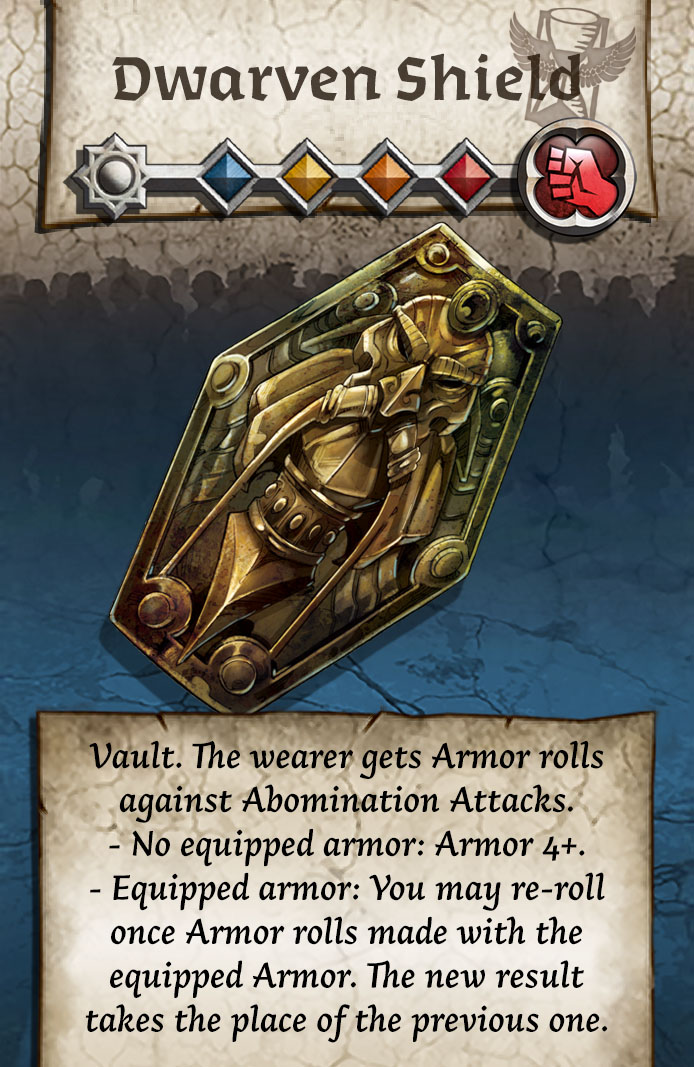 Dwarven Shield
Vault. The wearer gets Armor rolls
against Abomination Attacks.
- No equipped armor: Armor 4+.
- Equipped armor: You may re-roll
once Armor rolls made with the
equipped Armor. The new result
takes the place of the previous one.